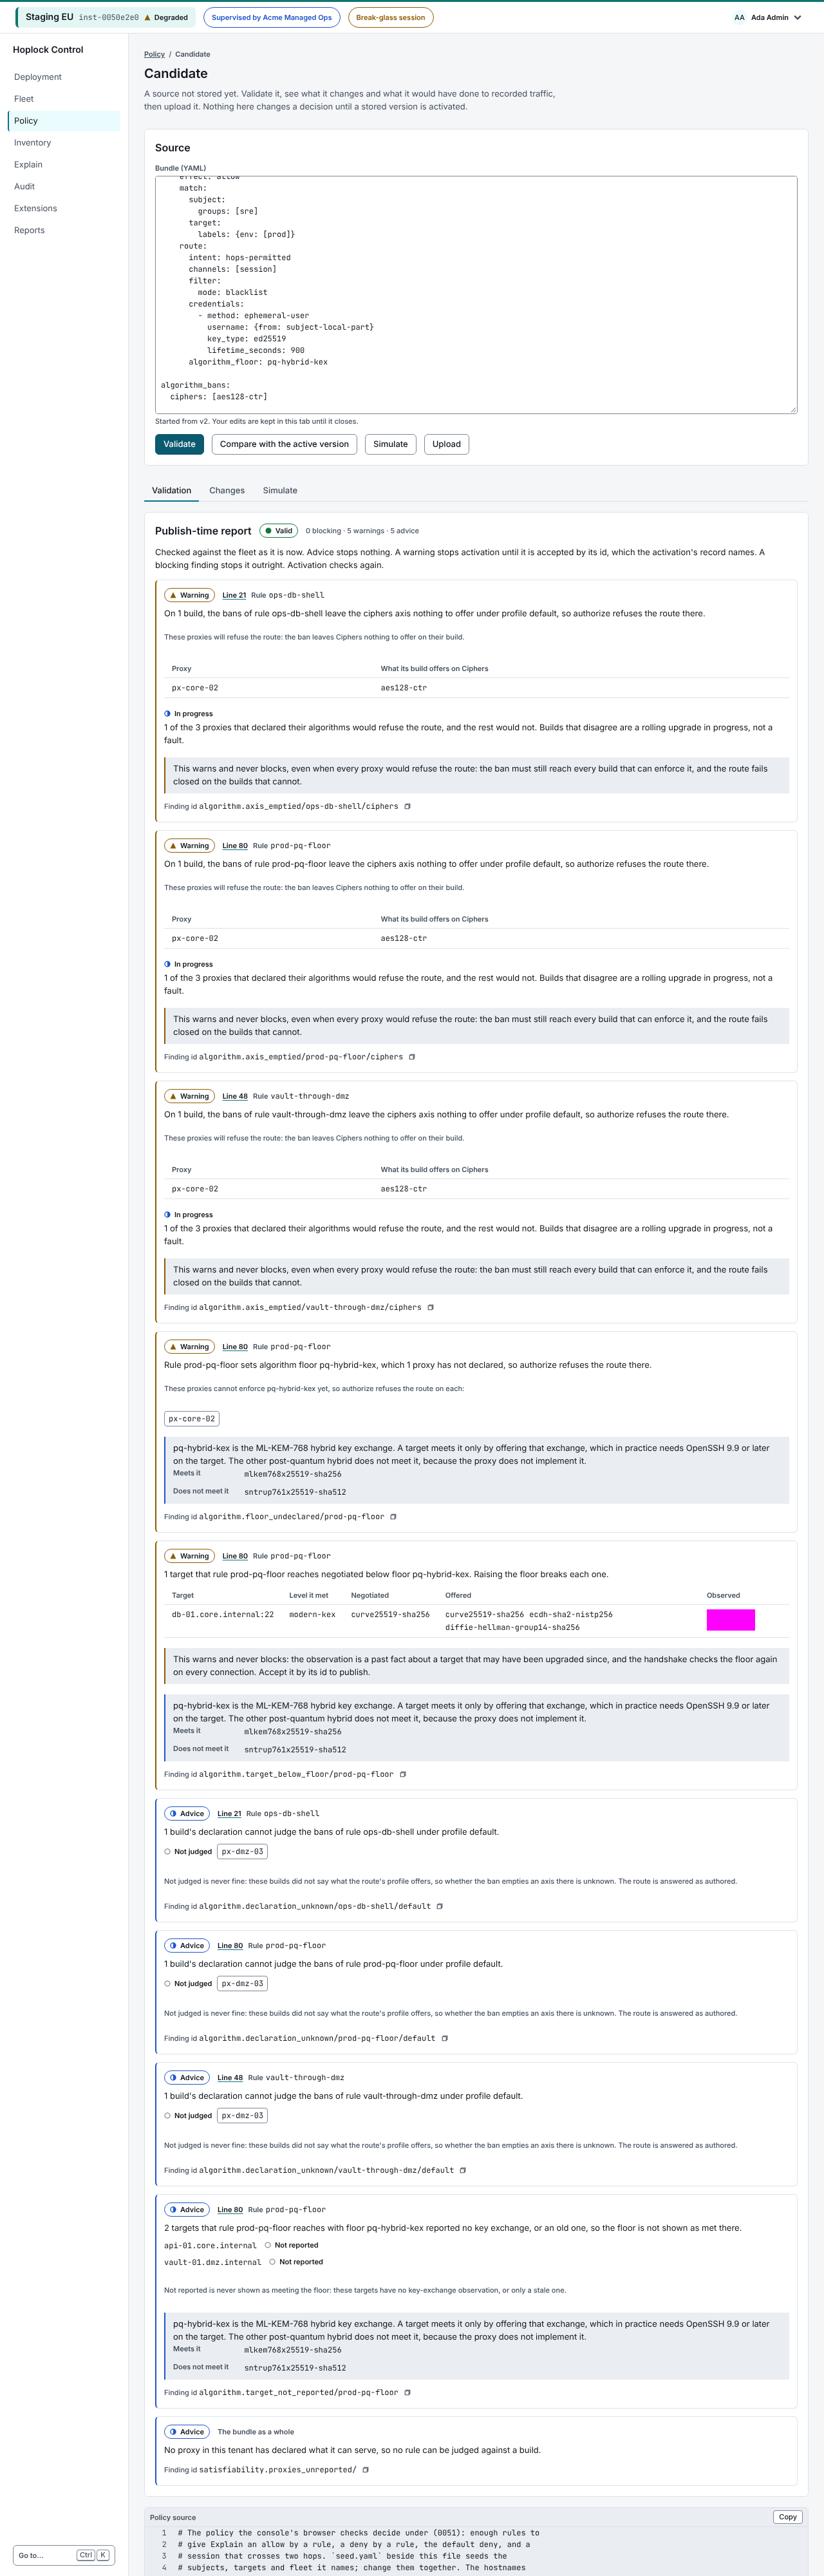 Staging EU inst-0050e2e0 Degraded Supervised by Acme Managed Ops Break-glass session AA Ada Admin
Hoplock Control
Deployment
Fleet
Policy
Inventory
Explain
Audit
Extensions
Reports
Go to... Ctrl K
Policy / Candidate
Candidate
A source not stored yet. Validate it, see what it changes and what it would have done to recorded traffic,
then upload it. Nothing here changes a decision until a stored version is activated.
Source
Bundle (YAML)
effect: allow
match:
subject:
groups: [sre]
target:
labels: {env: [prod]}
route:
intent: hops-permitted
channels: [session]
filter:
mode: blacklist
credentials:
- method: ephemeral-user
username: {from: subject-local-part}
key_type: ed25519
lifetime_seconds: 900
algorithm_floor: pq-hybrid-kex
algorithm_bans:
ciphers: [aes128-ctr]
Started from v2. Your edits are kept in this tab until it closes.
Validate Compare with the active version Simulate Upload
Validation Changes Simulate
Publish-time report Valid 0 blocking · 5 warnings · 5 advice
Checked against the fleet as it is now. Advice stops nothing. A warning stops activation until it is accepted by its id, which the activation's record names. A
blocking finding stops it outright. Activation checks again.
Warning Line 21 Rule ops-db-shell
On 1 build, the bans of rule ops-db-shell leave the ciphers axis nothing to offer under profile default, so authorize refuses the route there.
These proxies will refuse the route: the ban leaves Ciphers nothing to offer on their build.
Proxy What its build offers on Ciphers
px-core-02 aes128-ctr
In progress
1 of the 3 proxies that declared their algorithms would refuse the route, and the rest would not. Builds that disagree are a rolling upgrade in progress, not a
fault.
This warns and never blocks, even when every proxy would refuse the route: the ban must still reach every build that can enforce it, and the route fails
closed on the builds that cannot.
Finding id algorithm.axis_emptied/ops-db-shell/ciphers
Warning Line 80 Rule prod-pq-floor
On 1 build, the bans of rule prod-pq-floor leave the ciphers axis nothing to offer under profile default, so authorize refuses the route there.
These proxies will refuse the route: the ban leaves Ciphers nothing to offer on their build.
Proxy What its build offers on Ciphers
px-core-02 aes128-ctr
In progress
1 of the 3 proxies that declared their algorithms would refuse the route, and the rest would not. Builds that disagree are a rolling upgrade in progress, not a
fault.
This warns and never blocks, even when every proxy would refuse the route: the ban must still reach every build that can enforce it, and the route fails
closed on the builds that cannot.
Finding id algorithm.axis_emptied/prod-pq-floor/ciphers
Warning Line 48 Rule vault-through-dmz
On 1 build, the bans of rule vault-through-dmz leave the ciphers axis nothing to offer under profile default, so authorize refuses the route there.
These proxies will refuse the route: the ban leaves Ciphers nothing to offer on their build.
Proxy What its build offers on Ciphers
px-core-02 aes128-ctr
In progress
1 of the 3 proxies that declared their algorithms would refuse the route, and the rest would not. Builds that disagree are a rolling upgrade in progress, not a
fault.
This warns and never blocks, even when every proxy would refuse the route: the ban must still reach every build that can enforce it, and the route fails
closed on the builds that cannot.
Finding id algorithm.axis_emptied/vault-through-dmz/ciphers
Warning Line 80 Rule prod-pq-floor
Rule prod-pq-floor sets algorithm floor pq-hybrid-kex, which 1 proxy has not declared, so authorize refuses the route there.
These proxies cannot enforce pq-hybrid-kex yet, so authorize refuses the route on each:
px-core-02
pq-hybrid-kex is the ML-KEM-768 hybrid key exchange. A target meets it only by offering that exchange, which in practice needs OpenSSH 9.9 or later
on the target. The other post-quantum hybrid does not meet it, because the proxy does not implement it.
Meets it mlkem768x25519-sha256
Does not meet it sntrup761x25519-sha512
Finding id algorithm.floor_undeclared/prod-pq-floor
Warning Line 80 Rule prod-pq-floor
1 target that rule prod-pq-floor reaches negotiated below floor pq-hybrid-kex. Raising the floor breaks each one.
Target Level it met Negotiated Offered Observed
db-01.core.internal:22 modern-kex curve25519-sha256 curve25519-sha256 ecdh-sha2-nistp256
diffie-hellman-group14-sha256
This warns and never blocks: the observation is a past fact about a target that may have been upgraded since, and the handshake checks the floor again
on every connection. Accept it by its id to publish.
pq-hybrid-kex is the ML-KEM-768 hybrid key exchange. A target meets it only by offering that exchange, which in practice needs OpenSSH 9.9 or later
on the target. The other post-quantum hybrid does not meet it, because the proxy does not implement it.
Meets it mlkem768x25519-sha256
Does not meet it sntrup761x25519-sha512
Finding id algorithm.target_below_floor/prod-pq-floor
Advice Line 21 Rule ops-db-shell
1 build's declaration cannot judge the bans of rule ops-db-shell under profile default.
Not judged px-dmz-03
Not judged is never fine: these builds did not say what the route's profile offers, so whether the ban empties an axis there is unknown. The route is answered as authored.
Finding id algorithm.declaration_unknown/ops-db-shell/default
Advice Line 80 Rule prod-pq-floor
1 build's declaration cannot judge the bans of rule prod-pq-floor under profile default.
Not judged px-dmz-03
Not judged is never fine: these builds did not say what the route's profile offers, so whether the ban empties an axis there is unknown. The route is answered as authored.
Finding id algorithm.declaration_unknown/prod-pq-floor/default
Advice Line 48 Rule vault-through-dmz
1 build's declaration cannot judge the bans of rule vault-through-dmz under profile default.
Not judged px-dmz-03
Not judged is never fine: these builds did not say what the route's profile offers, so whether the ban empties an axis there is unknown. The route is answered as authored.
Finding id algorithm.declaration_unknown/vault-through-dmz/default
Advice Line 80 Rule prod-pq-floor
2 targets that rule prod-pq-floor reaches with floor pq-hybrid-kex reported no key exchange, or an old one, so the floor is not shown as met there.
api-01.core.internal Not reported
vault-01.dmz.internal Not reported
Not reported is never shown as meeting the floor: these targets have no key-exchange observation, or only a stale one.
pq-hybrid-kex is the ML-KEM-768 hybrid key exchange. A target meets it only by offering that exchange, which in practice needs OpenSSH 9.9 or later
on the target. The other post-quantum hybrid does not meet it, because the proxy does not implement it.
Meets it mlkem768x25519-sha256
Does not meet it sntrup761x25519-sha512
Finding id algorithm.target_not_reported/prod-pq-floor
Advice The bundle as a whole
No proxy in this tenant has declared what it can serve, so no rule can be judged against a build.
Finding id satisfiability.proxies_unreported/
Policy source Copy
1 # The policy the console's browser checks decide under (0051): enough rules to
2 # give Explain an allow by a rule, a deny by a rule, the default deny, and a
3 # session that crosses two hops. `seed.yaml` beside this file seeds the
4 # subjects, targets and fleet it names; change them together. The hostnames